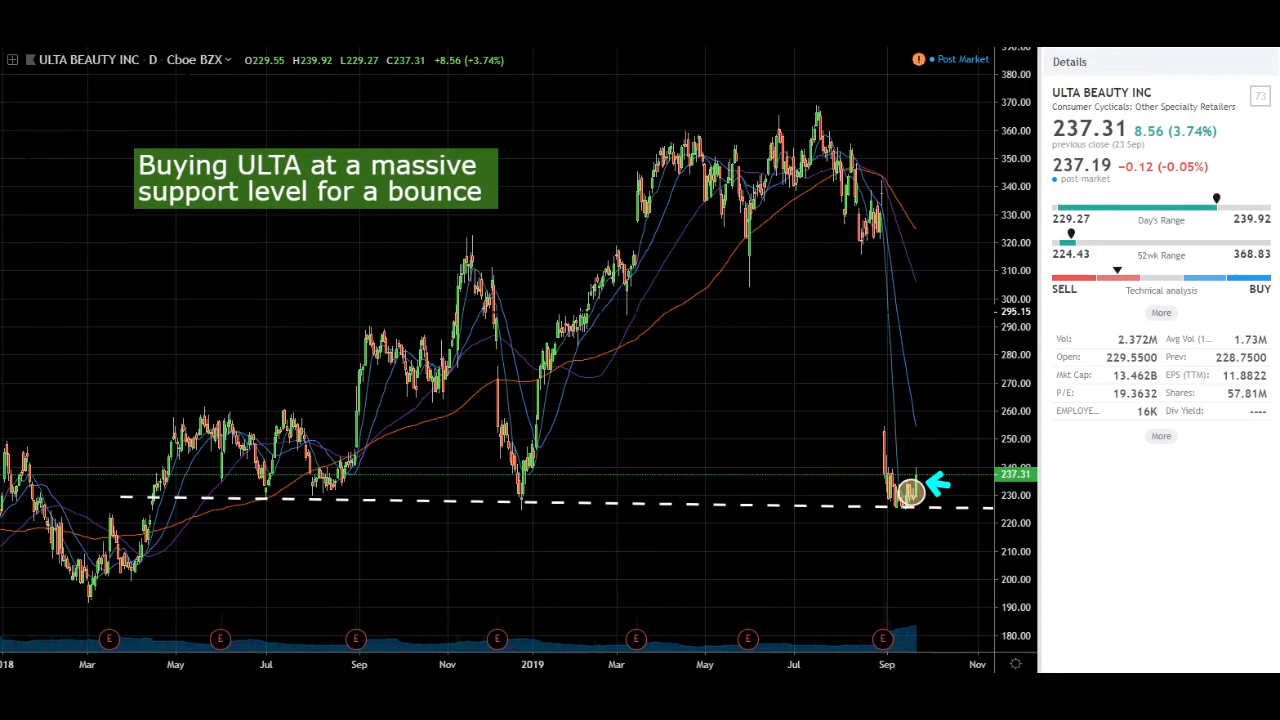 ULTA BEAUTY INC · D · Cboe BZX O229.55 H239.92 L229.27 C237.31 +8.56 (+3.74%)
! Post Market
Buying ULTA at a massive
support level for a bounce
390.00
380.00
370.00
360.00
350.00
340.00
330.00
320.00
310.00
300.00
295.15
290.00
280.00
270.00
260.00
250.00
240.00
237.31
230.00
220.00
210.00
200.00
190.00
180.00
E E E E E E E
2018 Mar May Jul Sep Nov 2019 Mar May Jul Sep Nov
Details
ULTA BEAUTY INC 73
Consumer Cyclicals: Other Specialty Retailers
237.31 8.56 (3.74%)
previous close (23 Sep)
237.19 −0.12 (−0.05%)
post-market
229.27 Day's Range 239.92
224.43 52wk Range 368.83
SELL Technical analysis BUY
More
Vol: 2.372M Avg Vol (1... 1.73M
Open: 229.5500 Prev: 228.7500
Mkt Cap: 13.462B EPS (TTM): 11.8822
P/E: 19.3632 Shares: 57.81M
EMPLOYE... 16K Div Yield: ----
More